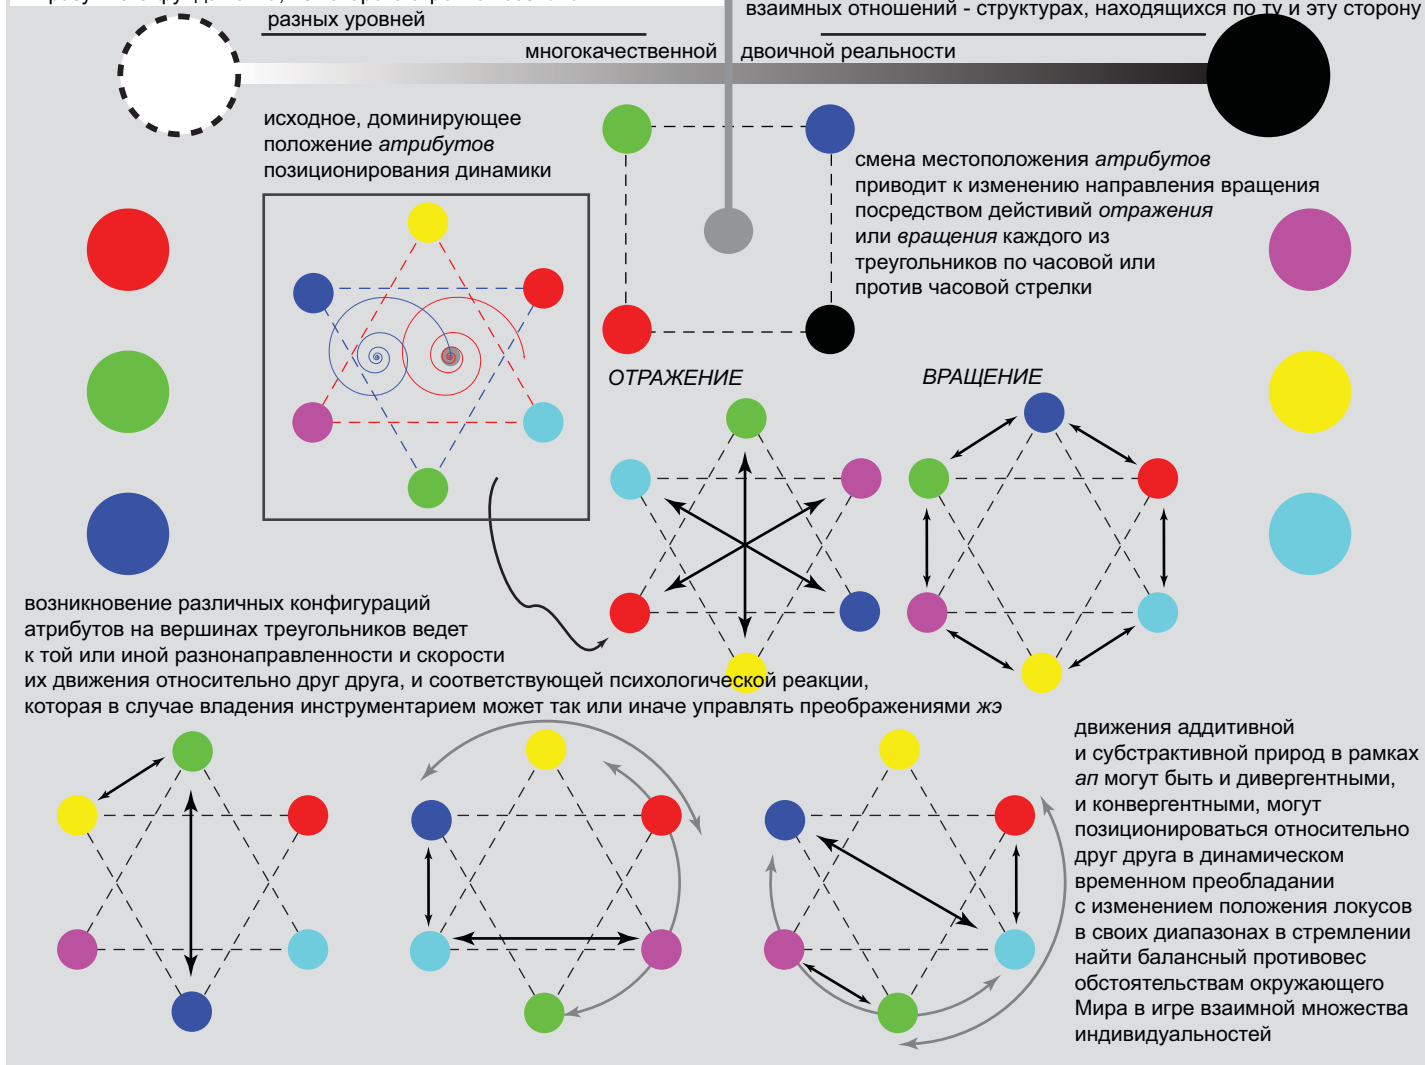 взаимных отношений - структурах, находящихся по ту и эту сторону
разных уровней
многокачественной двоичной реальности
исходное, доминирующее
положение атрибутов
позиционирования динамики
смена местоположения атрибутов
приводит к изменению направления вращения
посредством дейстивий отражения
или вращения каждого из
треугольников по часовой или
против часовой стрелки
ОТРАЖЕНИЕ
ВРАЩЕНИЕ
возникновение различных конфигураций
атрибутов на вершинах треугольников ведет
к той или иной разнонаправленности и скорости
их движения относительно друг друга, и соответствующей психологической реакции,
которая в случае владения инструментарием может так или иначе управлять преображениями жэ
движения аддитивной
и субстрактивной природ в рамках
ап могут быть и дивергентными,
и конвергентными, могут
позиционироваться относительно
друг друга в динамическом
временном преобладании
с изменением положения локусов
в своих диапазонах в стремлении
найти балансный противовес
обстоятельствам окружающего
Мира в игре взаимной множества
индивидуальностей